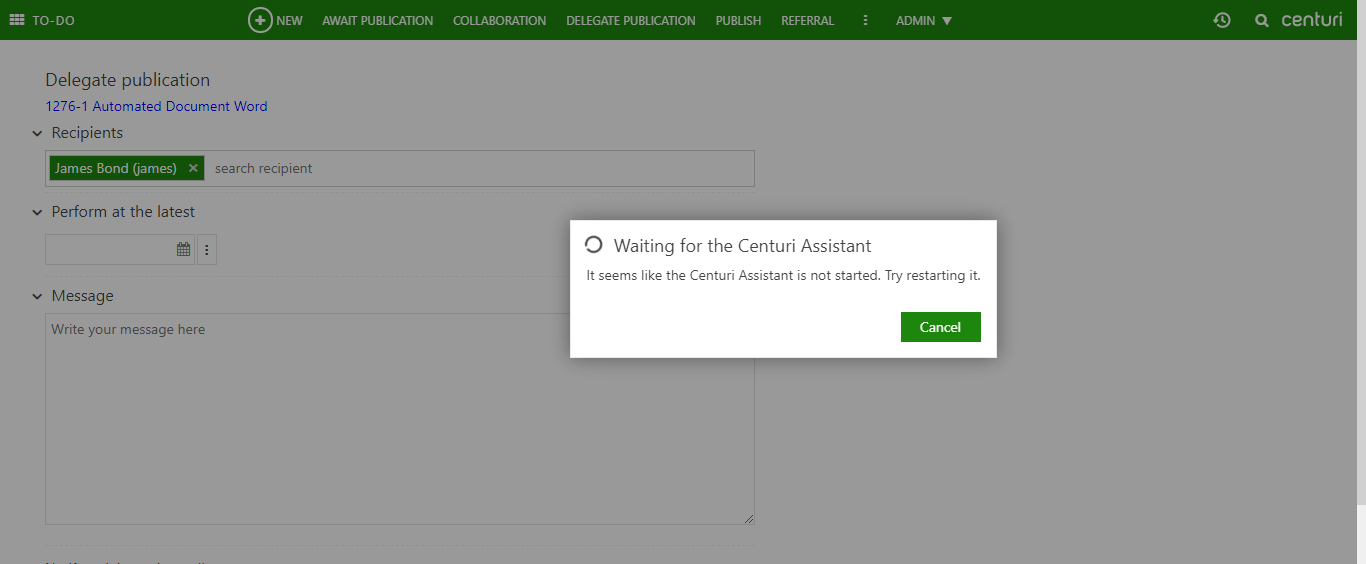 TO-DO
NEW AWAIT PUBLICATION COLLABORATION DELEGATE PUBLICATION PUBLISH REFERRAL ADMIN centuri
Delegate publication
1276-1 Automated Document Word
Recipients
James Bond (james) × search recipient
Perform at the latest
Waiting for the Centuri Assistant
It seems like the Centuri Assistant is not started. Try restarting it.
Cancel
Message
Write your message here